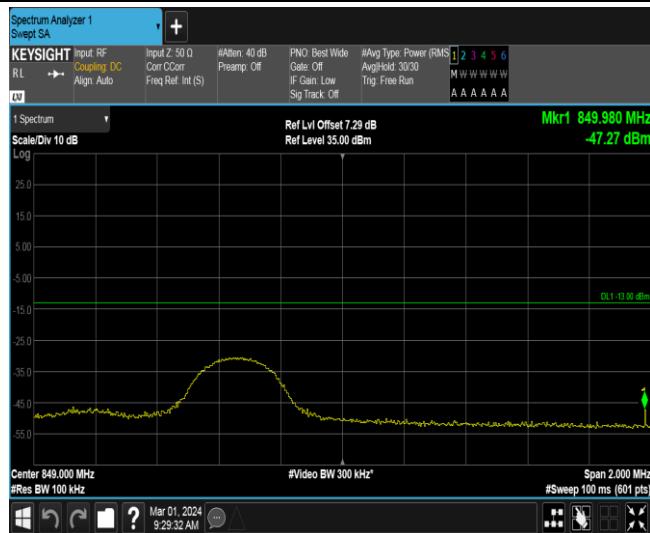 Spectrum Analyzer 1
Swept SA
+
KEYSIGHT
RL
LXI
Input: RF
Coupling: DC
Align: Auto
Input Z: 50 Ω
Corr CCorr
Freq Ref: Int (S)
#Atten: 40 dB
Preamp: Off
PNO: Best Wide
Gate: Off
IF Gain: Low
Sig Track: Off
#Avg Type: Power (RMS
Avg|Hold: 30/30
Trig: Free Run
1 2 3 4 5 6
M W W W W W
A A A A A A
1 Spectrum
Scale/Div 10 dB
Ref Lvl Offset 7.29 dB
Ref Level 35.00 dBm
Mkr1 849.980 MHz
-47.27 dBm
Log
25.0
15.0
5.00
-5.00
DL1 -13.00 dBm
-15.0
-25.0
-35.0
-45.0
-55.0
1
Center 849.000 MHz
#Video BW 300 kHz*
Span 2.000 MHz
#Res BW 100 kHz
#Sweep 100 ms (601 pts)
?
Mar 01, 2024
9:29:32 AM